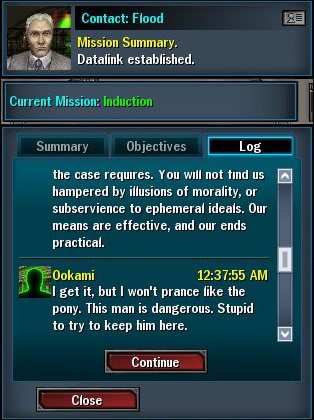 Contact: Flood
Mission Summary.
Datalink established.
Current Mission: Induction
Summary
Objectives
Log
the case requires. You will not find us
hampered by illusions of morality, or
subservience to ephemeral ideals. Our
means are effective, and our ends
practical.
Ookami 12:37:55 AM
I get it, but I won't prance like the
pony. This man is dangerous. Stupid
to try to keep him here.
Continue
Close